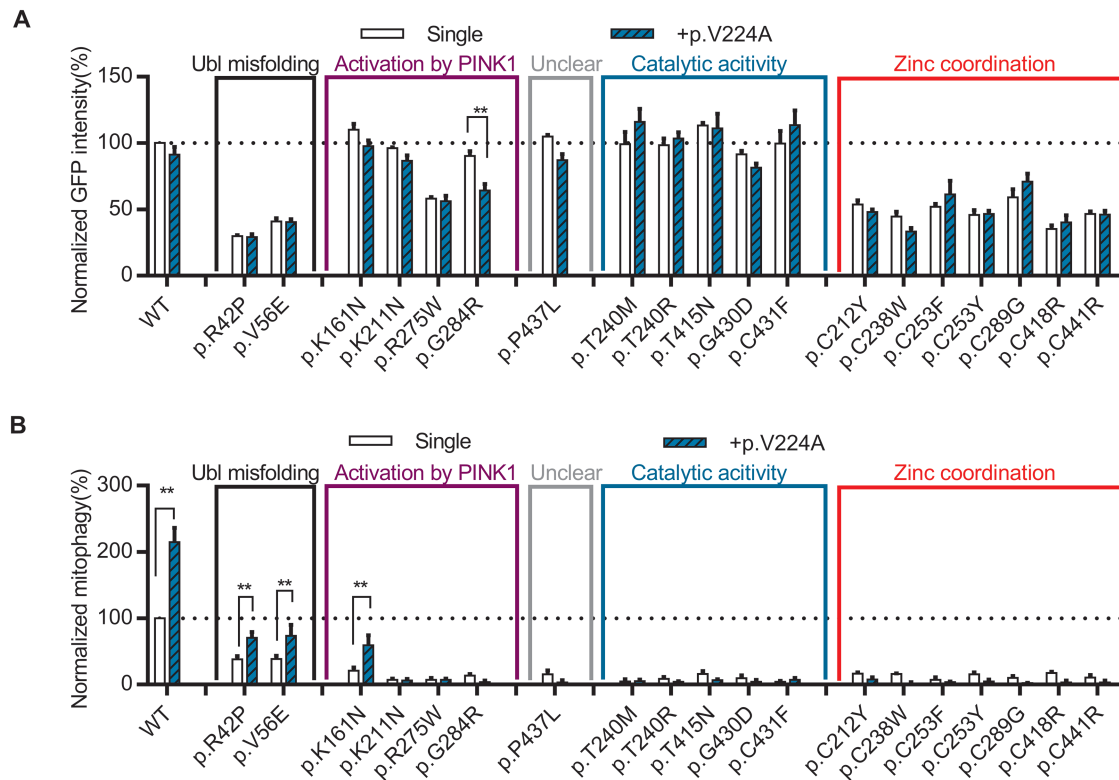 A
Single
+p.V224A
Ubl misfolding
Activation by PINK1
Unclear
Catalytic acitivity
Zinc coordination
Normalized GFP intensity(%)
150
100
50
0
**
WT
p.R42P
p.V56E
p.K161N
p.K211N
p.R275W
p.G284R
p.P437L
p.T240M
p.T240R
p.T415N
p.G430D
p.C431F
p.C212Y
p.C238W
p.C253F
p.C253Y
p.C289G
p.C418R
p.C441R
B
Single
+p.V224A
Ubl misfolding
Activation by PINK1
Unclear
Catalytic acitivity
Zinc coordination
Normalized mitophagy(%)
300
200
100
0
**
**
**
**
WT
p.R42P
p.V56E
p.K161N
p.K211N
p.R275W
p.G284R
p.P437L
p.T240M
p.T240R
p.T415N
p.G430D
p.C431F
p.C212Y
p.C238W
p.C253F
p.C253Y
p.C289G
p.C418R
p.C441R